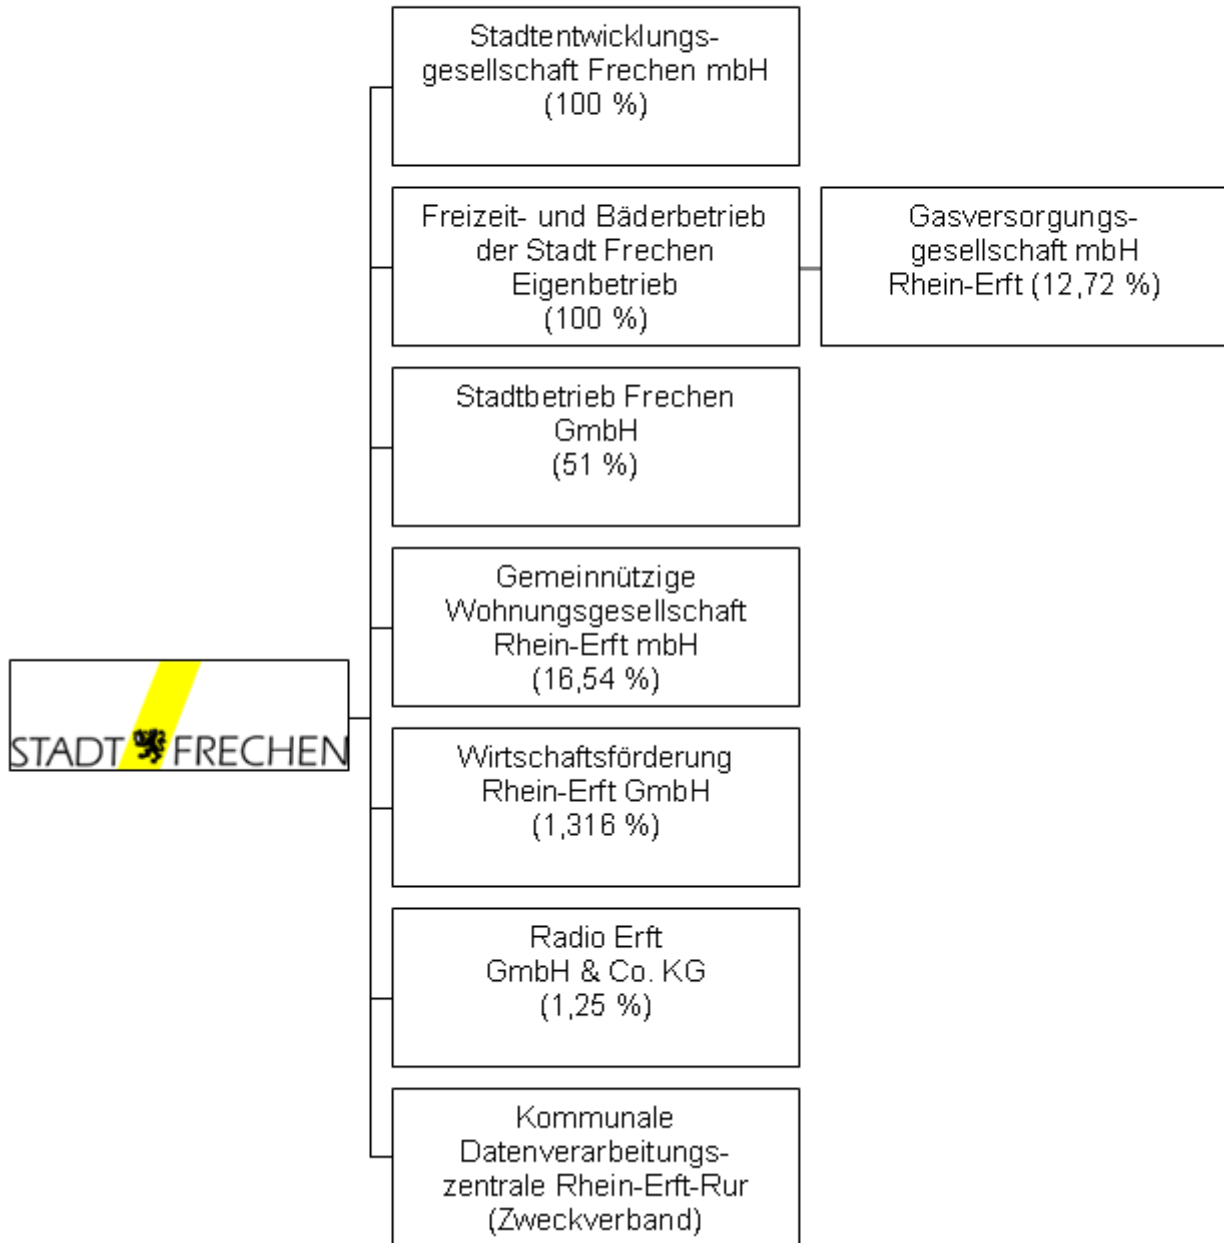 Stadtentwicklungs-
gesellschaft Frechen mbH
(100 %)
Freizeit- und Bäderbetrieb
der Stadt Frechen
Eigenbetrieb
(100 %)
Gasversorgungs-
gesellschaft mbH
Rhein-Erft (12,72 %)
Stadtbetrieb Frechen
GmbH
(51 %)
Gemeinnützige
Wohnungsgesellschaft
Rhein-Erft mbH
(16,54 %)
STADT FRECHEN
Wirtschaftsförderung
Rhein-Erft GmbH
(1,316 %)
Radio Erft
GmbH & Co. KG
(1,25 %)
Kommunale
Datenverarbeitungs-
zentrale Rhein-Erft-Rur
(Zweckverband)